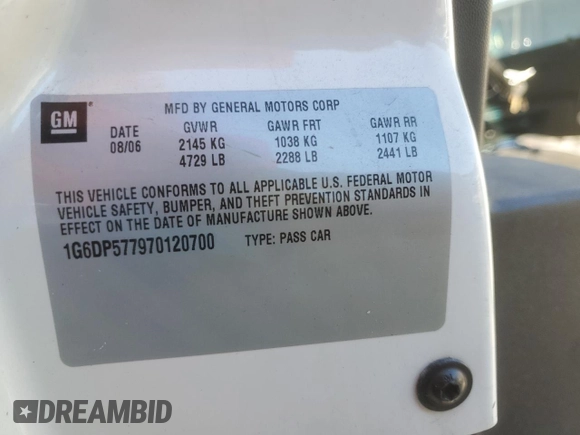 GM
MFD BY GENERAL MOTORS CORP
DATE GVWR GAWR FRT GAWR RR
08/06 2145 KG 1038 KG 1107 KG
4729 LB 2288 LB 2441 LB
THIS VEHICLE CONFORMS TO ALL APPLICABLE U.S. FEDERAL MOTOR
VEHICLE SAFETY, BUMPER, AND THEFT PREVENTION STANDARDS IN
EFFECT ON THE DATE OF MANUFACTURE SHOWN ABOVE.
1G6DP577970120700 TYPE: PASS CAR
DREAMBID